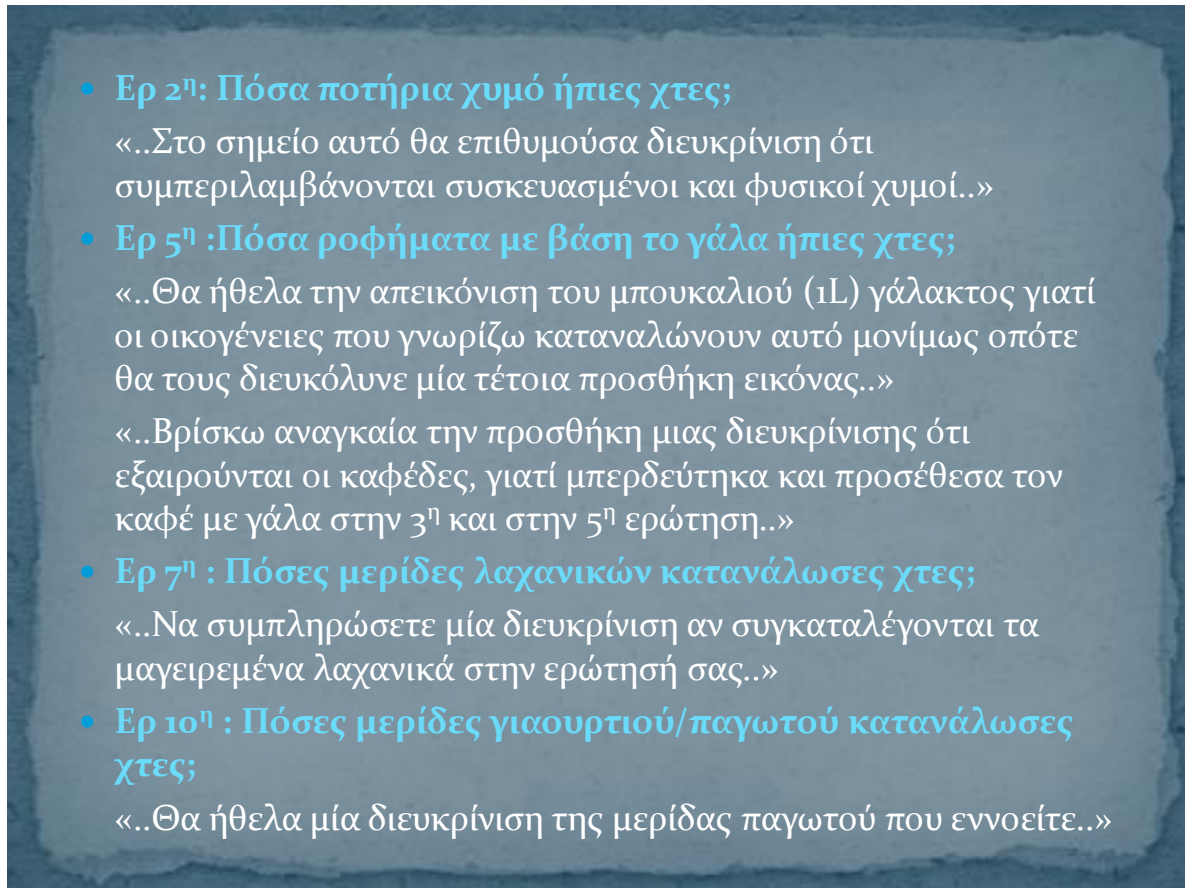 • Ερ 2η: Πόσα ποτήρια χυμό ήπιες χτες;
«..Στο σημείο αυτό θα επιθυμούσα διευκρίνιση ότι
συμπεριλαμβάνονται συσκευασμένοι και φυσικοί χυμοί..»
• Ερ 5η :Πόσα ροφήματα με βάση το γάλα ήπιες χτες;
«..Θα ήθελα την απεικόνιση του μπουκαλιού (1L) γάλακτος γιατί
οι οικογένειες που γνωρίζω καταναλώνουν αυτό μονίμως οπότε
θα τους διευκόλυνε μία τέτοια προσθήκη εικόνας..»
«..Βρίσκω αναγκαία την προσθήκη μιας διευκρίνισης ότι
εξαιρούνται οι καφέδες, γιατί μπερδεύτηκα και προσέθεσα τον
καφέ με γάλα στην 3η και στην 5η ερώτηση..»
• Ερ 7η : Πόσες μερίδες λαχανικών κατανάλωσες χτες;
«..Να συμπληρώσετε μία διευκρίνιση αν συγκαταλέγονται τα
μαγειρεμένα λαχανικά στην ερώτησή σας..»
• Ερ 10η : Πόσες μερίδες γιαουρτιού/παγωτού κατανάλωσες
χτες;
«..Θα ήθελα μία διευκρίνιση της μερίδας παγωτού που εννοείτε..»